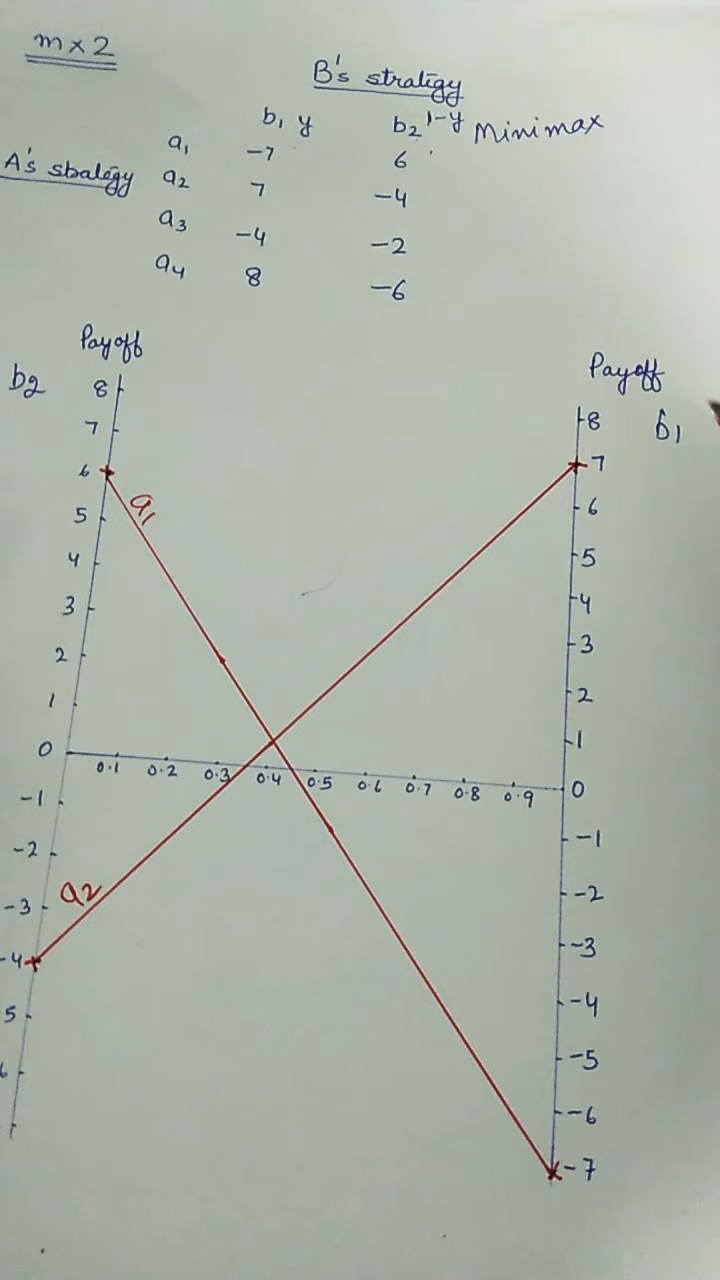 m x 2
B's strategy
b1 y b2 1-y Minimax
a1 -7 6
A's strategy a2 7 -4
a3 -4 -2
a4 8 -6
Payoff Payoff
b2 b1
8 8
7 7
6 6
a1
5 5
4 4
3 3
2 2
1 1
0 0.1 0.2 0.3 0.4 0.5 0.6 0.7 0.8 0.9 0
-1 -1
-2 -2
a2
-3 -3
-4 -4
5 -5
6 -6
-7